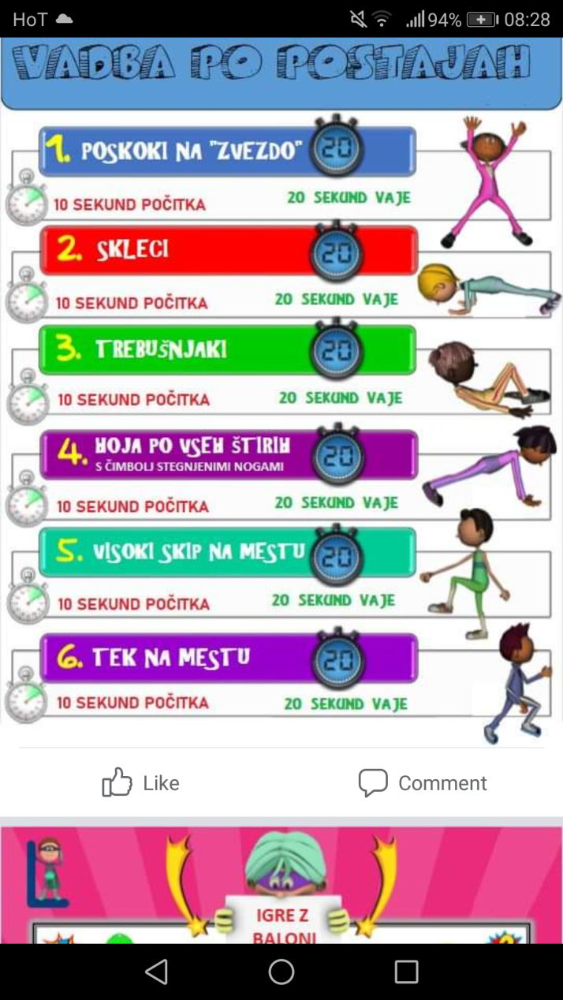 HoT 94% 08:28
VADBA PO POSTAJAH
1. POSKOKI NA "ZVEZDO" 20
10 SEKUND POČITKA 20 SEKUND VAJE
2. SKLECI 20
10 SEKUND POČITKA 20 SEKUND VAJE
3. TREBUŠNJAKI 20
10 SEKUND POČITKA 20 SEKUND VAJE
4. HOJA PO VSEH ŠTIRIH 20
S ČIMBOLJ STEGNJENIMI NOGAMI
10 SEKUND POČITKA 20 SEKUND VAJE
5. VISOKI SKIP NA MESTU 20
10 SEKUND POČITKA 20 SEKUND VAJE
6. TEK NA MESTU 20
10 SEKUND POČITKA 20 SEKUND VAJE
Like Comment
L
IGRE Z
BALONI